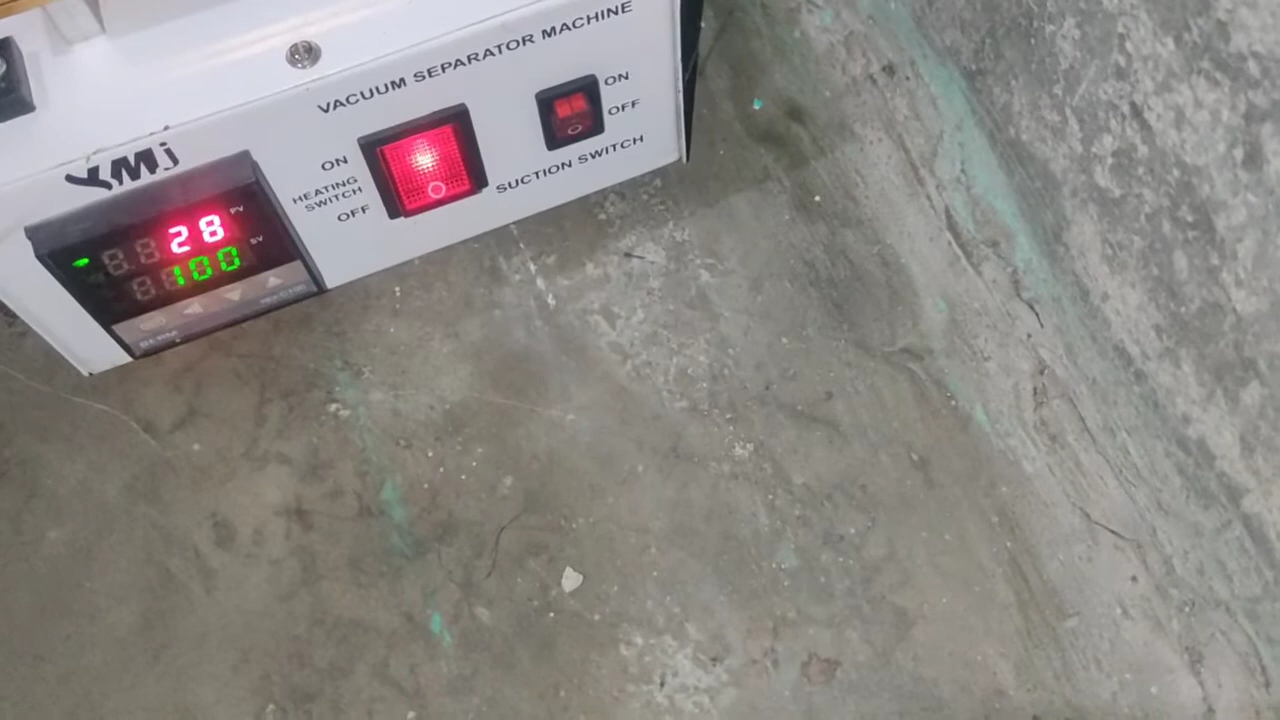 VACUUM SEPARATOR MACHINE
ON
OFF
SUCTION SWITCH
ON
HEATING
SWITCH
OFF
YMj
28 PV
100 SV